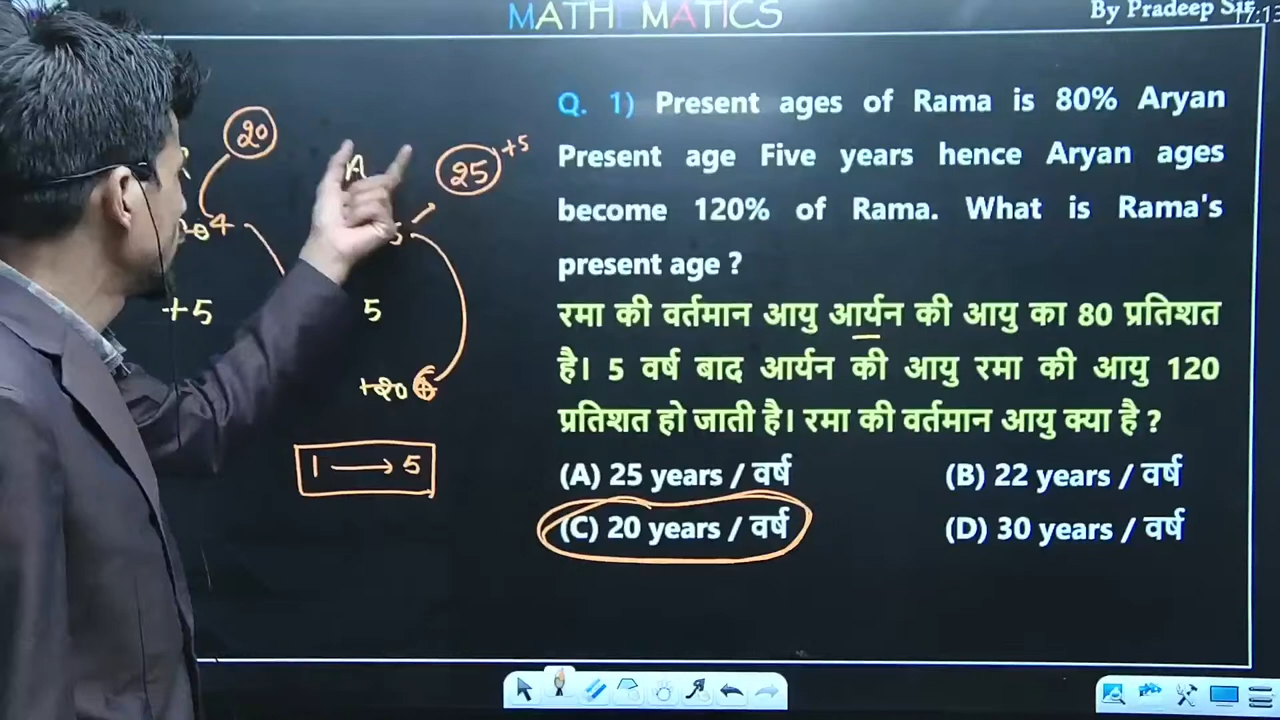 MATHEMATICS
By Pradeep Sir
Q. 1) Present ages of Rama is 80% Aryan
Present age Five years hence Aryan ages
become 120% of Rama. What is Rama's
present age ?
रमा की वर्तमान आयु आर्यन की आयु का 80 प्रतिशत
है। 5 वर्ष बाद आर्यन की आयु रमा की आयु 120
प्रतिशत हो जाती है। रमा की वर्तमान आयु क्या है ?
(A) 25 years / वर्ष
(B) 22 years / वर्ष
(C) 20 years / वर्ष
(D) 30 years / वर्ष
20
A
25 +5
4
+5
5
1 → 5